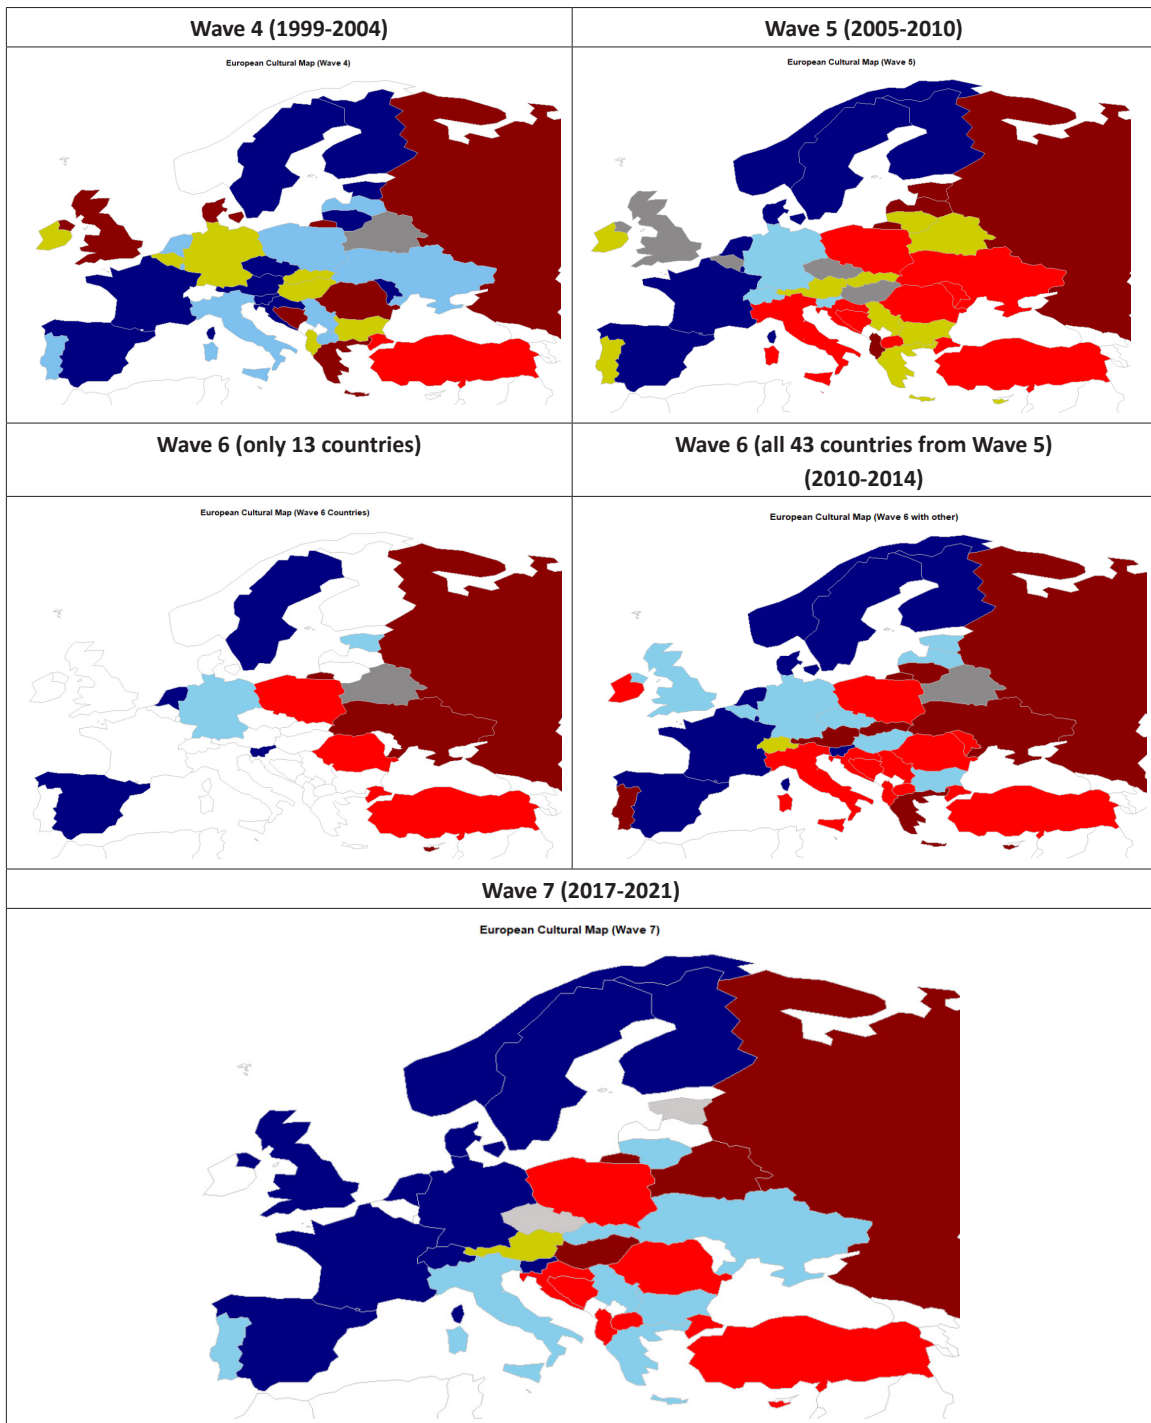 Wave 4 (1999-2004)
Wave 5 (2005-2010)
European Cultural Map (Wave 4)
European Cultural Map (Wave 5)
Wave 6 (only 13 countries)
Wave 6 (all 43 countries from Wave 5)
(2010-2014)
European Cultural Map (Wave 6 Countries)
European Cultural Map (Wave 6 with other)
Wave 7 (2017-2021)
European Cultural Map (Wave 7)